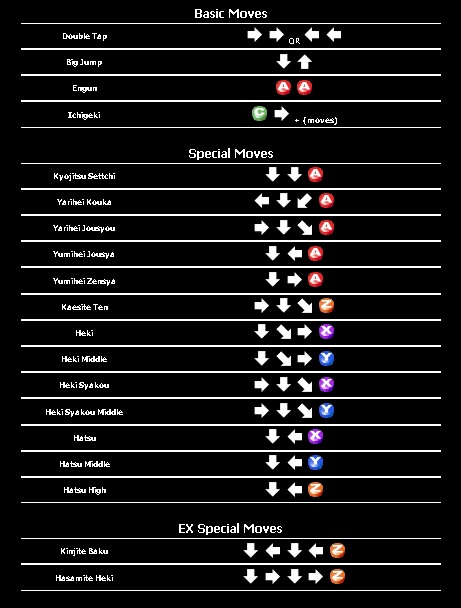 Basic Moves
Double Tap OR
Big Jump
Engun A A
Ichigeki C + (moves)
Special Moves
Kyojitsu Settchi A
Yarihei Kouka A
Yarihei Jousyou A
Yumihei Jousya A
Yumihei Zensya A
Kaesite Ten Z
Heki X
Heki Middle Y
Heki Syakou X
Heki Syakou Middle Y
Hatsu X
Hatsu Middle Y
Hatsu High Z
EX Special Moves
Kinjite Baku Z
Hasamite Heki Z